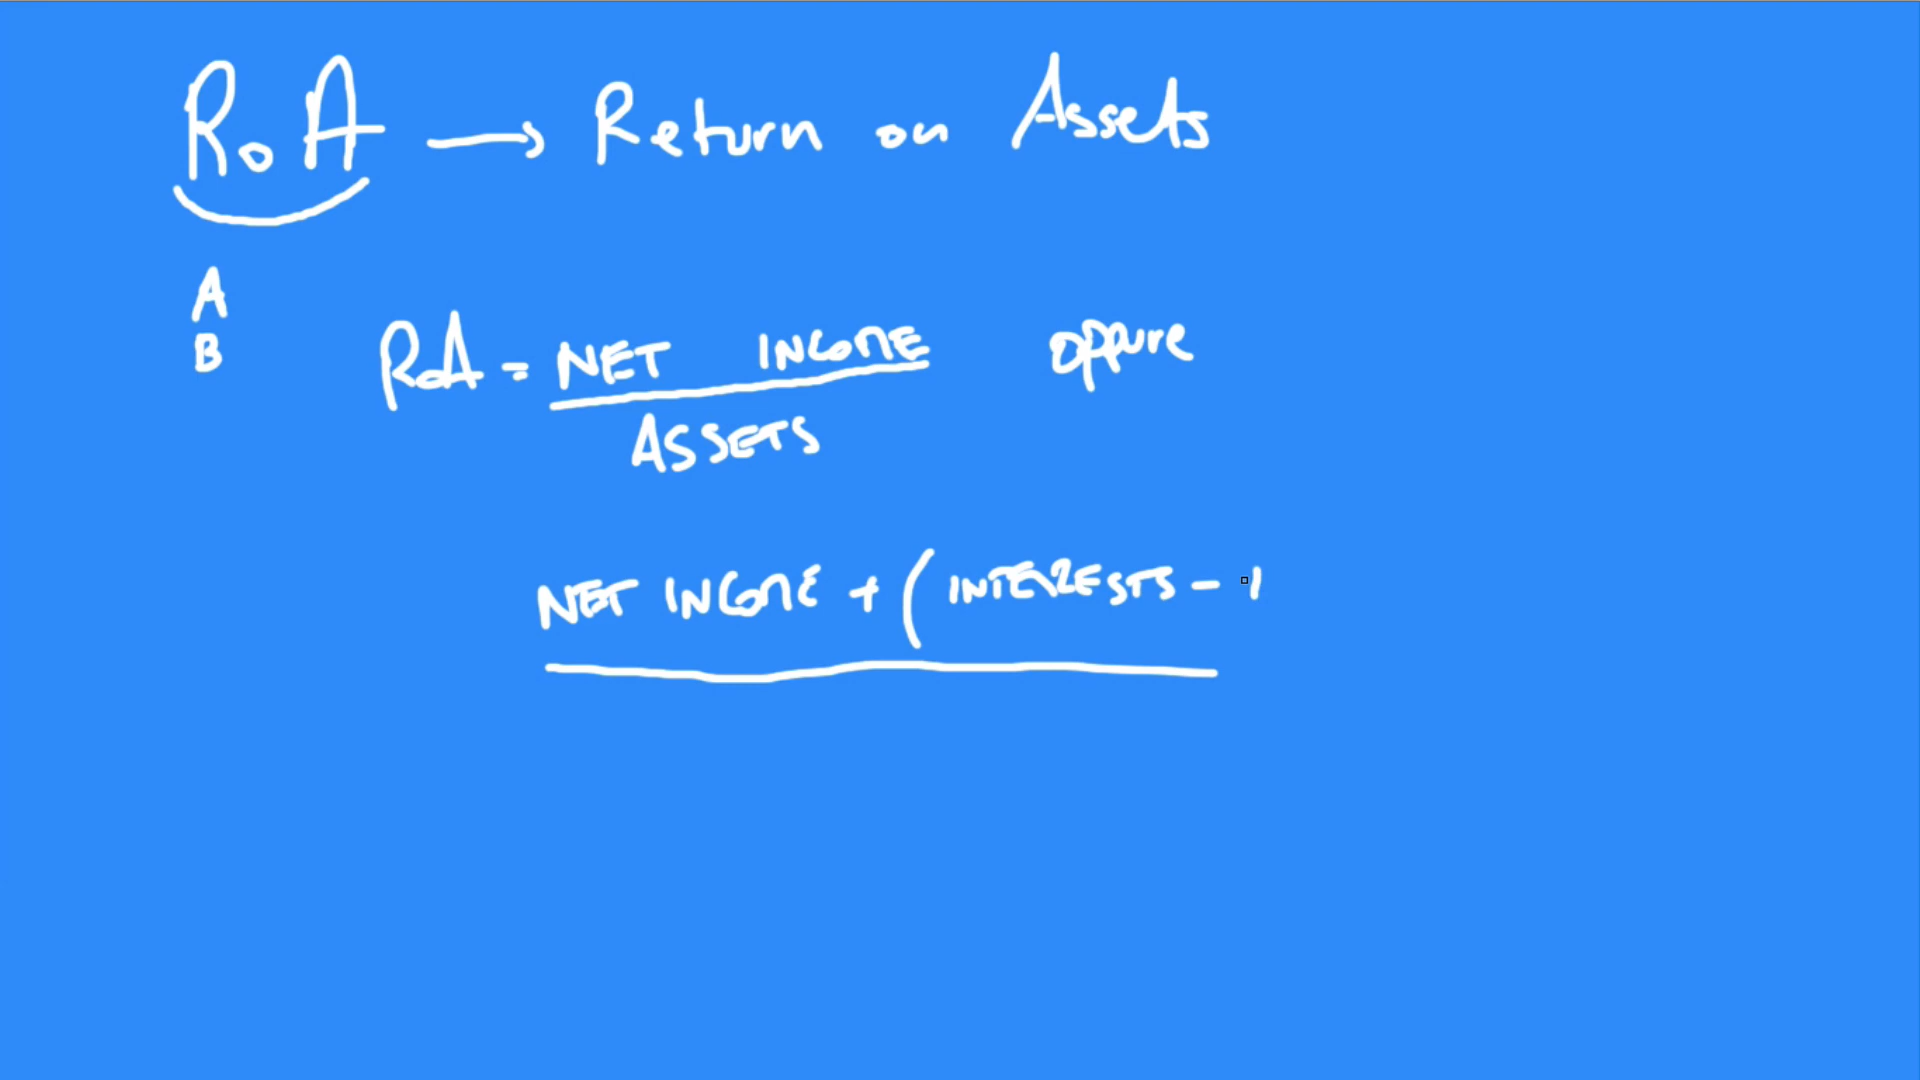 RoA → Return on Assets
A
B
RoA = NET INCOME oppure
ASSETS
NET INCOME + (INTERESTS -